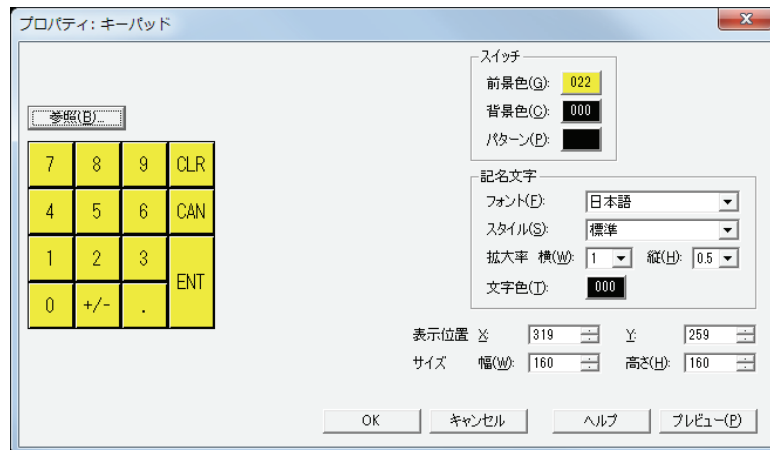 プロパティ：キーパッド
x
参照(B)...
7 8 9 CLR
4 5 6 CAN
1 2 3 ENT
0 +/- .
スイッチ
前景色(G): 022
背景色(C): 000
パターン(P):
記名文字
フォント(F): 日本語
スタイル(S): 標準
拡大率 横(W): 1 縦(H): 0.5
文字色(T): 000
表示位置 X: 319 Y: 259
サイズ 幅(W): 160 高さ(H): 160
OK キャンセル ヘルプ プレビュー(P)